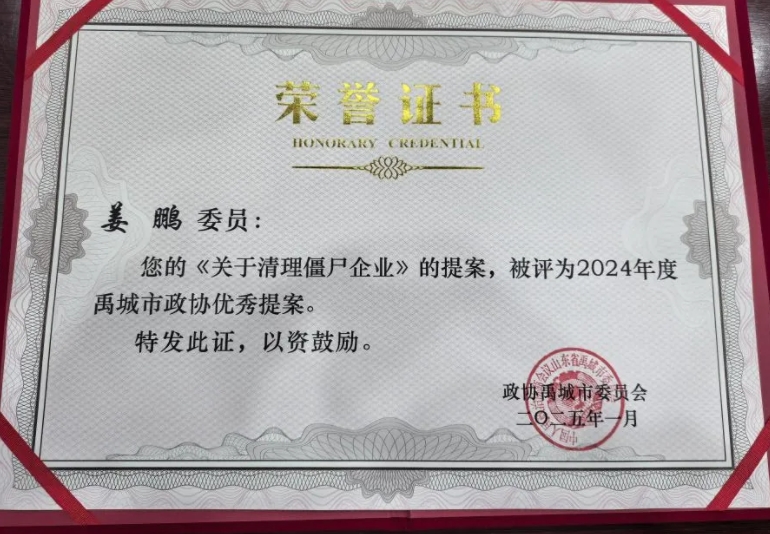 荣誉证书
HONORARY CREDENTIAL
姜 鹏 委员:
您的《关于清理僵尸企业》的提案，被评为2024年度
禹城市政协优秀提案。
特发此证，以资鼓励。
政协禹城市委员会
二〇二五年一月